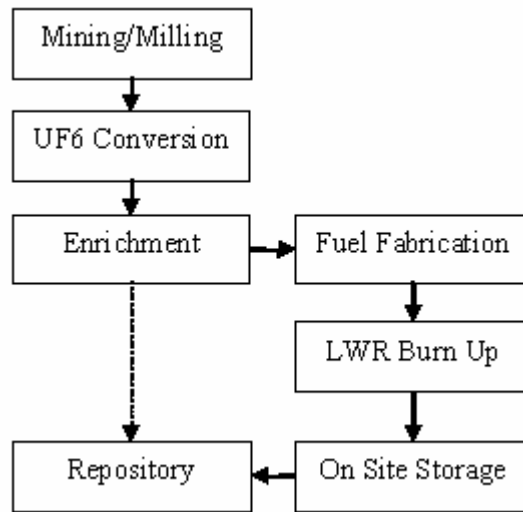 Mining/Milling
UF6 Conversion
Enrichment
Fuel Fabrication
LWR Burn Up
Repository
On Site Storage